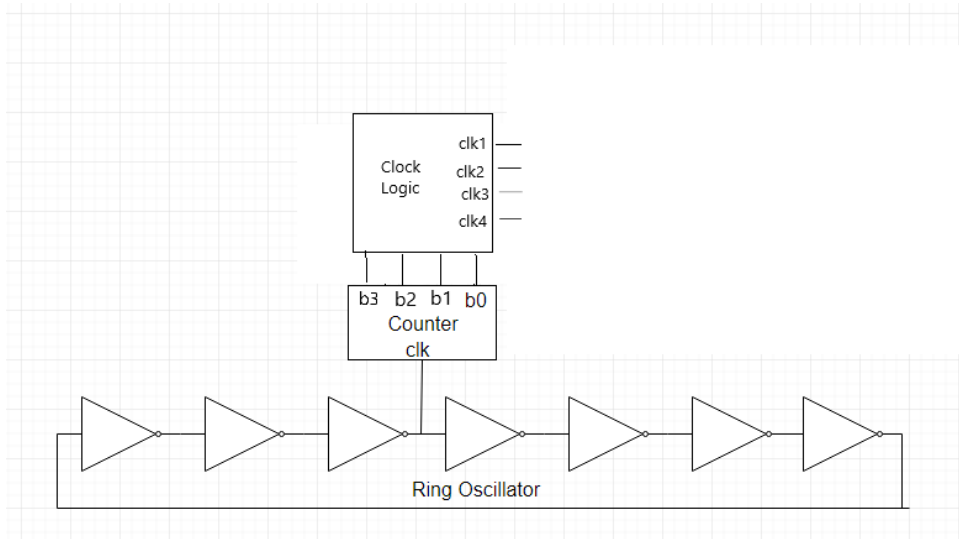 clk1
Clock
Logic
clk2
clk3
clk4
b3 b2 b1 b0
Counter
clk
Ring Oscillator